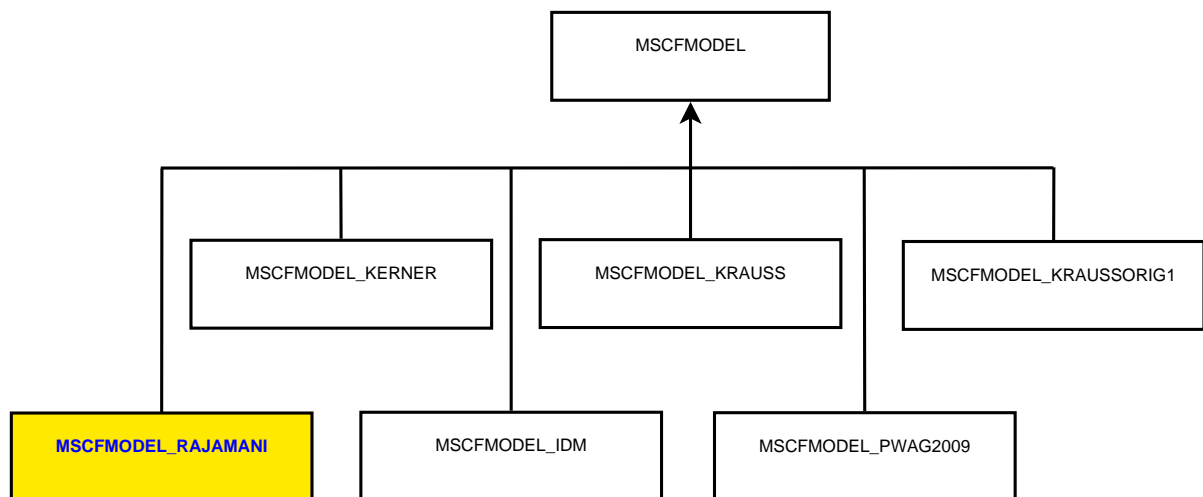 MSCFMODEL
MSCFMODEL_KERNER
MSCFMODEL_KRAUSS
MSCFMODEL_KRAUSSORIG1
MSCFMODEL_RAJAMANI
MSCFMODEL_IDM
MSCFMODEL_PWAG2009